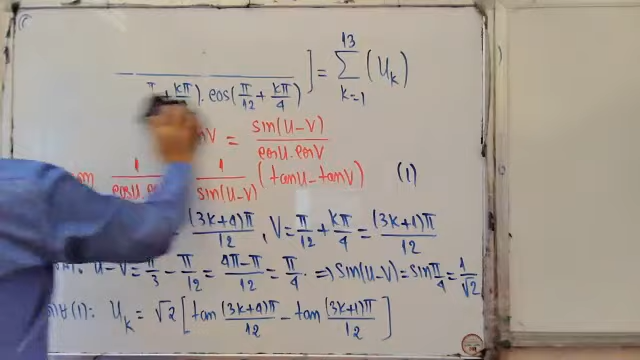 ] = 13 Σ k=1 (U_k)
π + kπ) . cos(π/12 + kπ/4)
V = sin(U-V) / cosU.cosV
1/ 1/sin(U-V) (tanU - tanV) (1)
(3k+4)π/12 , V = π/12 + kπ/4 = (3k+1)π/12
U-V = π/3 - π/12 = 4π-π/12 = π/4 . ⇒ sin(U-V) = sin π/4 = 1/√2
(1): U_k = √2 [ tan (3k+4)π/12 - tan (3k+1)π/12 ]